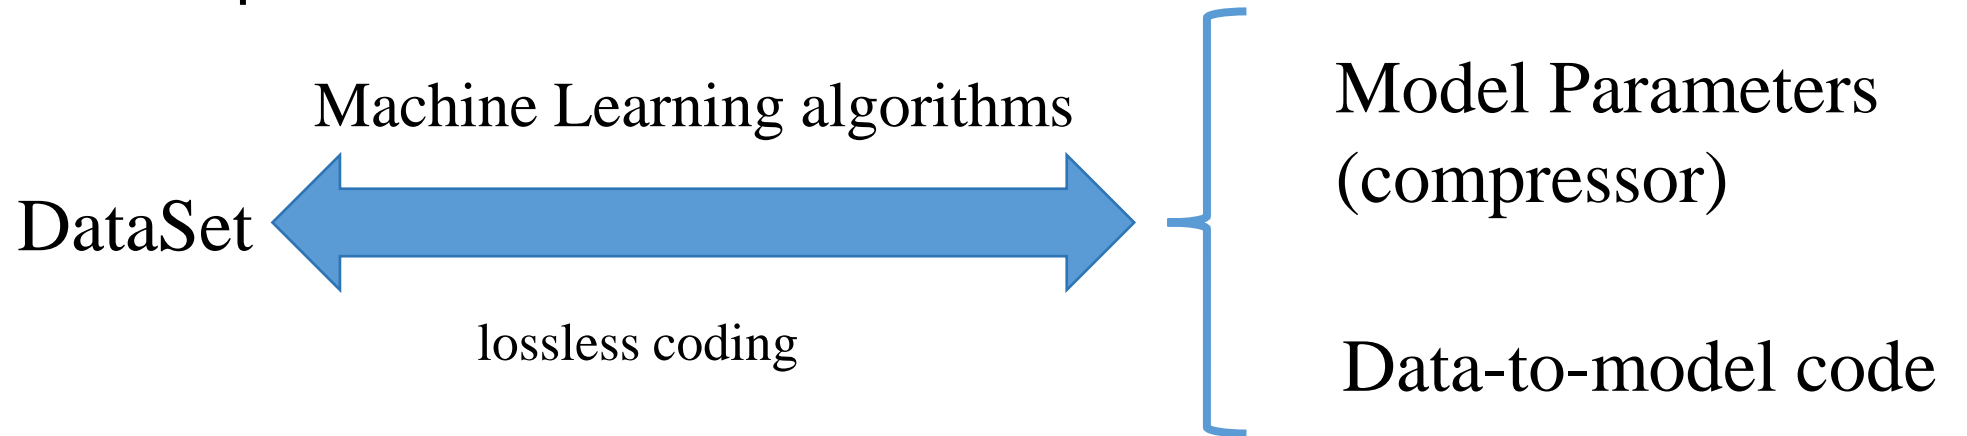 Machine Learning algorithms
DataSet
lossless coding
Model Parameters
(compressor)
Data-to-model code